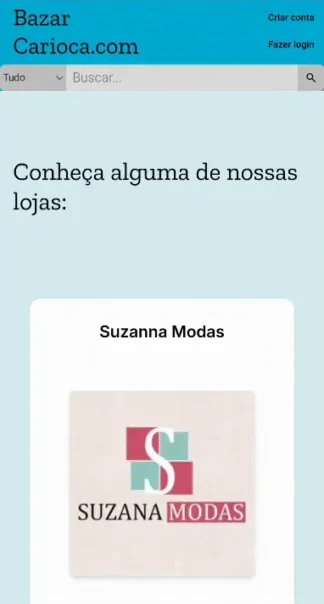 Bazar
Carioca.com
Criar conta
Fazer login
Tudo
Buscar...
Conheça alguma de nossas
lojas:
Suzanna Modas
S
SUZANA MODAS